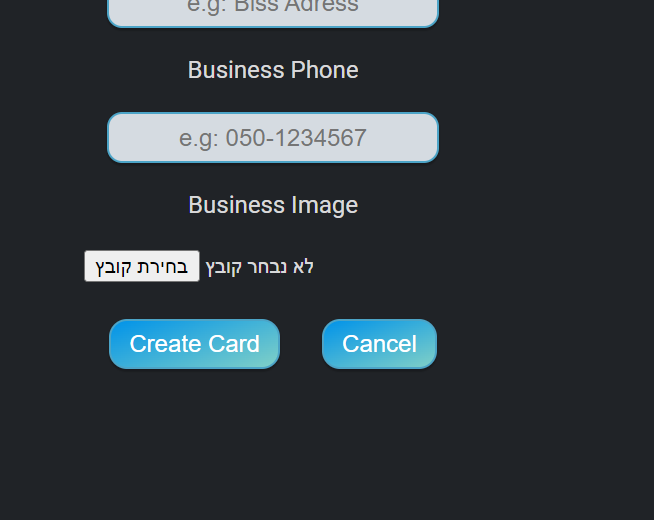 e.g: Biss Adress
Business Phone
e.g: 050-1234567
Business Image
בחירת קובץ לא נבחר קובץ
Create Card Cancel